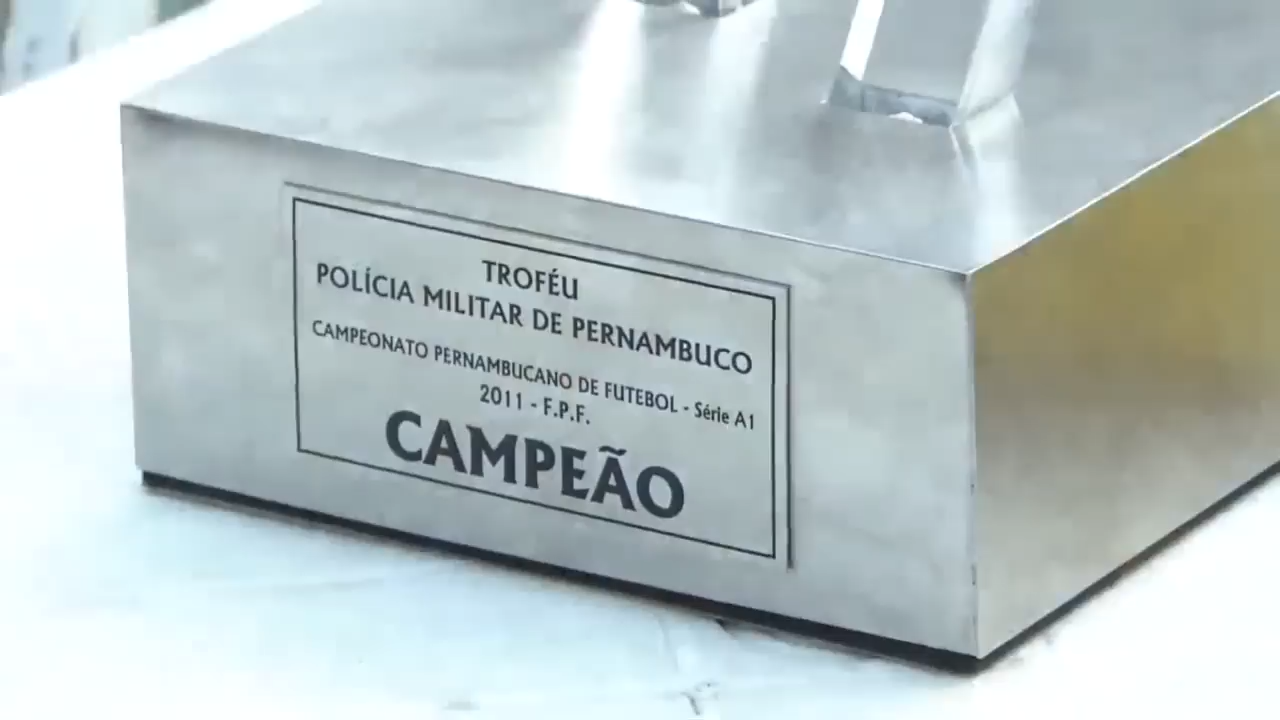 TROFÉU
POLÍCIA MILITAR DE PERNAMBUCO
CAMPEONATO PERNAMBUCANO DE FUTEBOL - Série A1
2011 - F.P.F.
CAMPEÃO